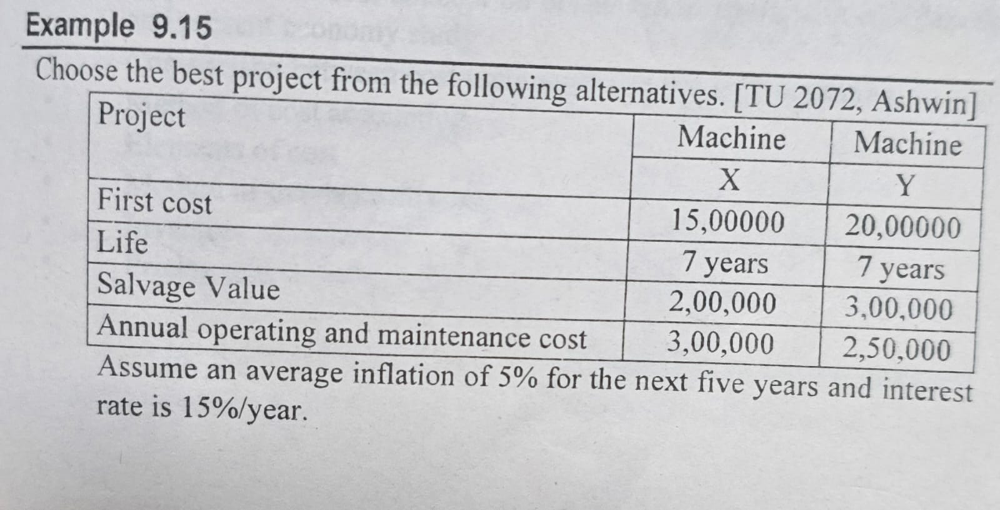 Example 9.15
Choose the best project from the following alternatives. [TU 2072, Ashwin]
Project Machine Machine
X Y
First cost 15,00000 20,00000
Life 7 years 7 years
Salvage Value 2,00,000 3,00,000
Annual operating and maintenance cost 3,00,000 2,50,000
Assume an average inflation of 5% for the next five years and interest
rate is 15%/year.